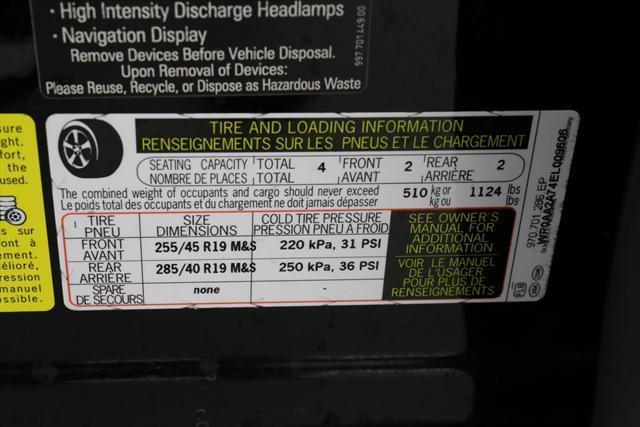 · High Intensity Discharge Headlamps
· Navigation Display
Remove Devices Before Vehicle Disposal.
Upon Removal of Devices:
Please Reuse, Recycle, or Dispose as Hazardous Waste
997.701.449.00
TIRE AND LOADING INFORMATION
RENSEIGNEMENTS SUR LES PNEUS ET LE CHARGEMENT
SEATING CAPACITY TOTAL 4 FRONT 2 REAR 2
NOMBRE DE PLACES TOTAL AVANT ARRIÈRE
The combined weight of occupants and cargo should never exceed 510 kg or 1124 lbs
Le poids total des occupants et du chargement ne doit jamais dépasser kg ou lbs
TIRE SIZE COLD TIRE PRESSURE
PNEU DIMENSIONS PRESSION PNEU A FROID
FRONT
AVANT 255/45 R19 M&S 220 kPa, 31 PSI
REAR
ARRIÈRE 285/40 R19 M&S 250 kPa, 36 PSI
SPARE
DE SECOURS none -
SEE OWNER'S
MANUAL FOR
ADDITIONAL
INFORMATION
VOIR LE MANUEL
DE L'USAGER
POUR PLUS DE
RENSEIGNEMENTS
970.701.286.EP